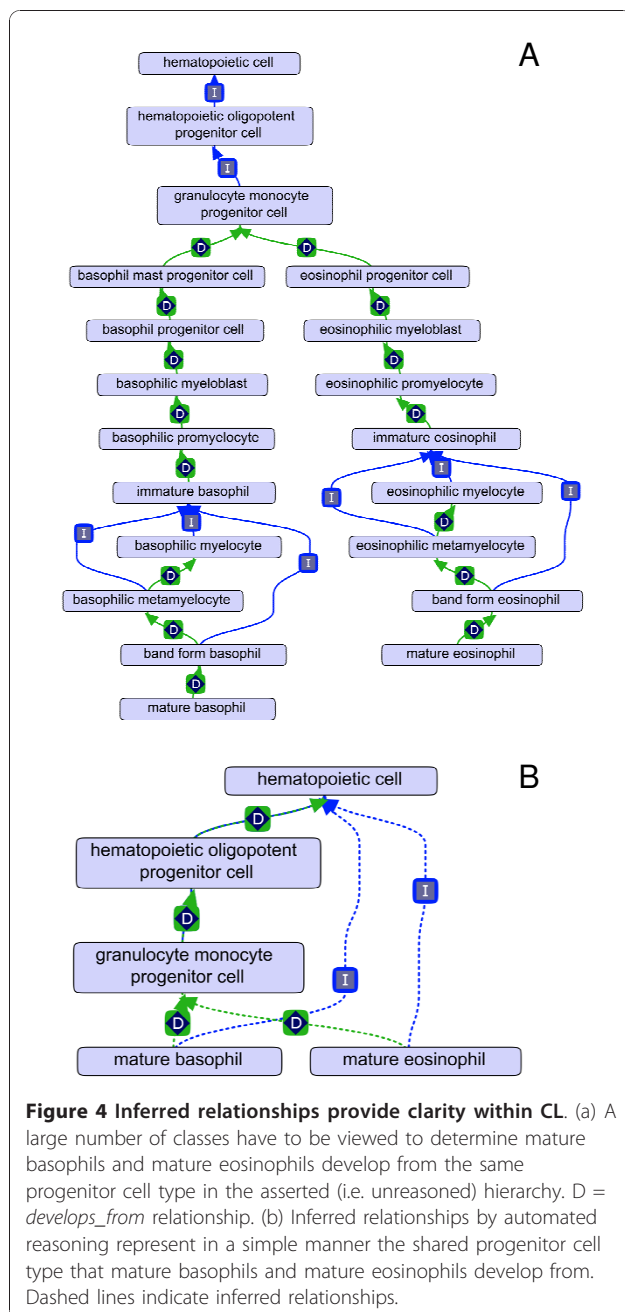 A
hematopoietic cell
I
hematopoietic oligopotent
progenitor cell
I
granulocyte monocyte
progenitor cell
D
D
basophil mast progenitor cell
eosinophil progenitor cell
D
D
basophil progenitor cell
eosinophilic myeloblast
D
D
basophilic myeloblast
eosinophilic promyelocyte
D
D
basophilic promyelocyte
immature eosinophil
D
immature basophil
I
I
I
eosinophilic myelocyte
I
I
I
D
basophilic myelocyte
eosinophilic metamyelocyte
D
D
basophilic metamyelocyte
band form eosinophil
D
D
band form basophil
mature eosinophil
D
mature basophil
B
hematopoietic cell
D
hematopoietic oligopotent
progenitor cell
I
D
granulocyte monocyte
progenitor cell
I
D
D
mature basophil
mature eosinophil
Figure 4 Inferred relationships provide clarity within CL. (a) A
large number of classes have to be viewed to determine mature
basophils and mature eosinophils develop from the same
progenitor cell type in the asserted (i.e. unreasoned) hierarchy. D =
develops_from relationship. (b) Inferred relationships by automated
reasoning represent in a simple manner the shared progenitor cell
type that mature basophils and mature eosinophils develop from.
Dashed lines indicate inferred relationships.